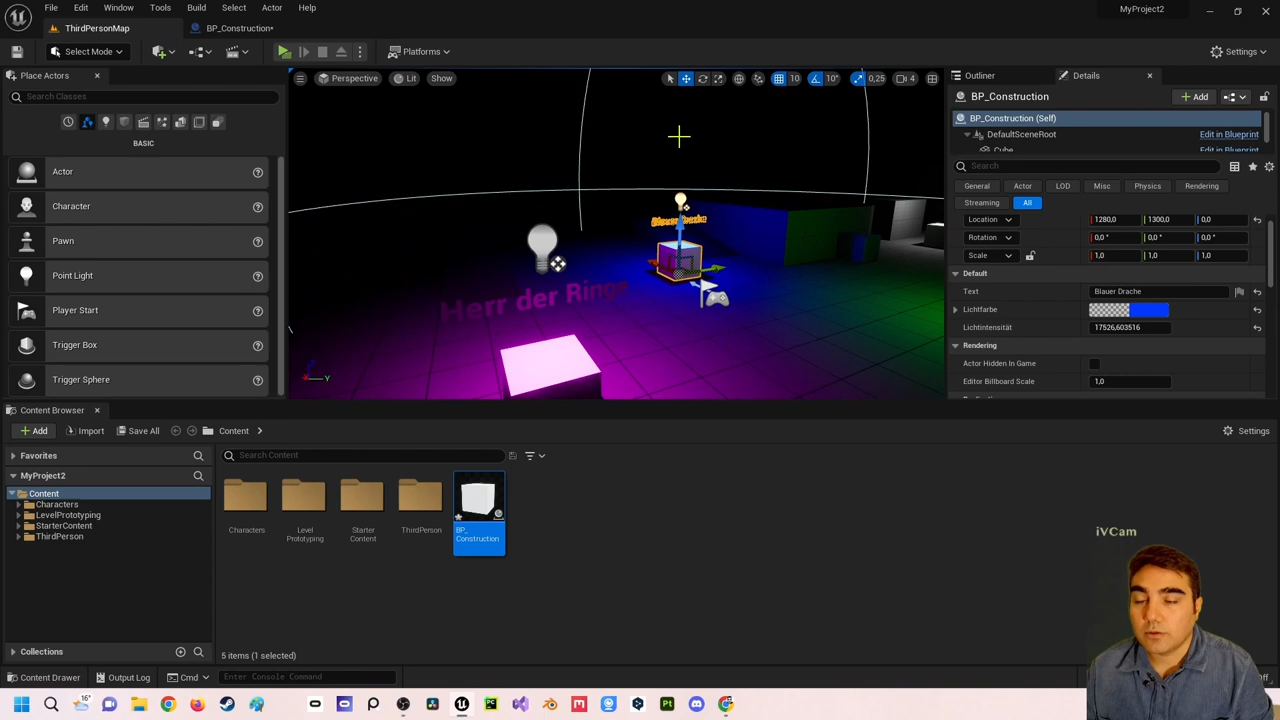 File Edit Window Tools Build Select Actor Help
MyProject2
ThirdPersonMap
BP_Construction*
Select Mode
Platforms
Settings
Place Actors
Search Classes
BASIC
Actor
Character
Pawn
Point Light
Player Start
Trigger Box
Trigger Sphere
Perspective
Lit
Show
10
10°
0,25
4
Herr der Ringe
Z
X
Y
Outliner
Details
BP_Construction
Add
BP_Construction (Self)
DefaultSceneRoot Edit in Blueprint
Cube Edit in Blueprint
Search
General Actor LOD Misc Physics Rendering
Streaming All
Location 1280,0 1300,0 0,0
Rotation 0,0 ° 0,0 ° 0,0 °
Scale 1,0 1,0 1,0
Default
Text Blauer Drache
Lichtfarbe
Lichtintensität 17526,603516
Rendering
Actor Hidden In Game
Editor Billboard Scale 1,0
Content Browser
Add Import Save All Content
Settings
Favorites
Search Content
MyProject2
Content
Characters
LevelPrototyping
StarterContent
ThirdPerson
Characters
Level
Prototyping
Starter
Content
ThirdPerson
BP_
Construction
iVCam
5 items (1 selected)
Collections
Content Drawer Output Log Cmd Enter Console Command
16°